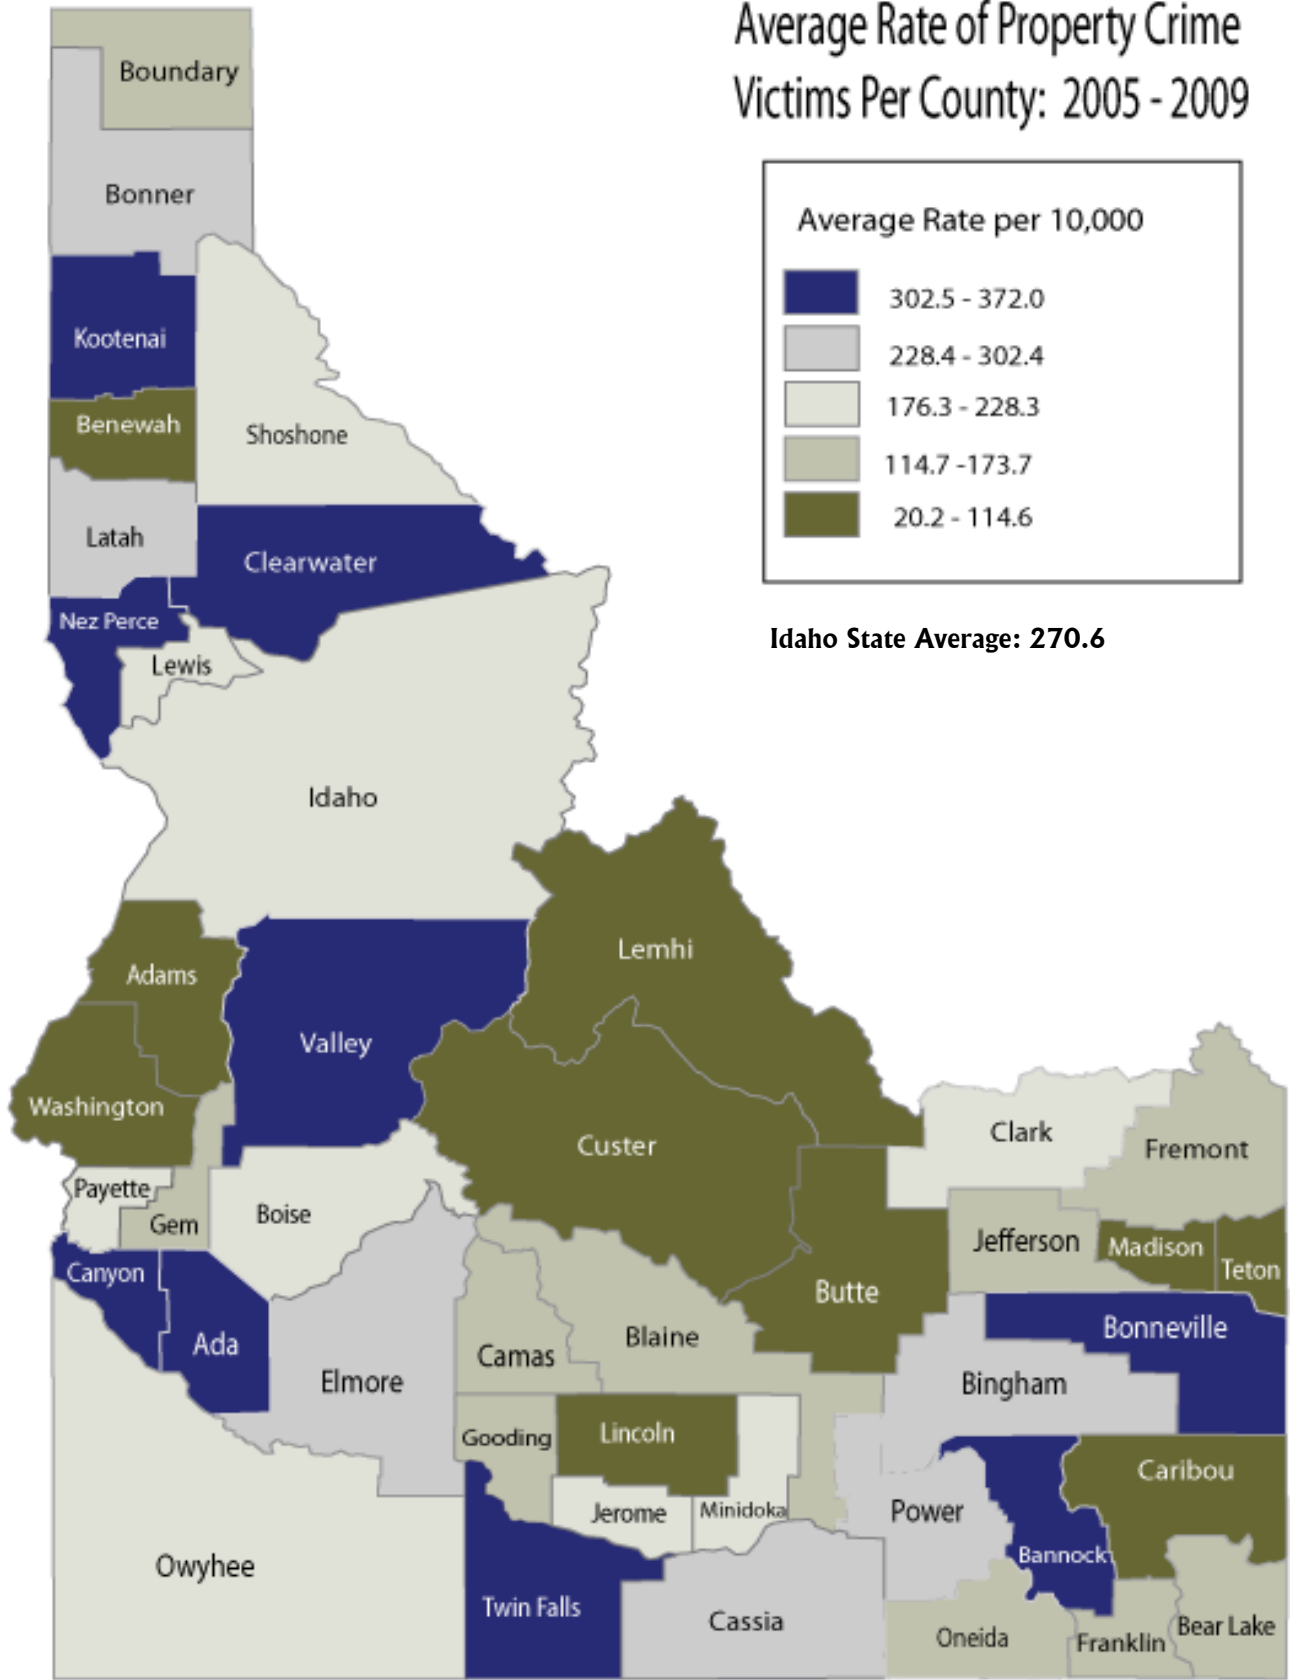 Average Rate of Property Crime
Victims Per County: 2005 - 2009
Average Rate per 10,000
302.5 - 372.0
228.4 - 302.4
176.3 - 228.3
114.7 -173.7
20.2 - 114.6
Idaho State Average: 270.6
Boundary
Bonner
Kootenai
Benewah
Shoshone
Latah
Clearwater
Nez Perce
Lewis
Idaho
Lemhi
Adams
Valley
Washington
Custer
Clark
Fremont
Payette
Gem
Boise
Jefferson
Madison
Teton
Canyon
Butte
Ada
Blaine
Bonneville
Camas
Elmore
Bingham
Gooding
Lincoln
Caribou
Jerome
Minidoka
Power
Owyhee
Bannock
Twin Falls
Cassia
Oneida
Franklin
Bear Lake